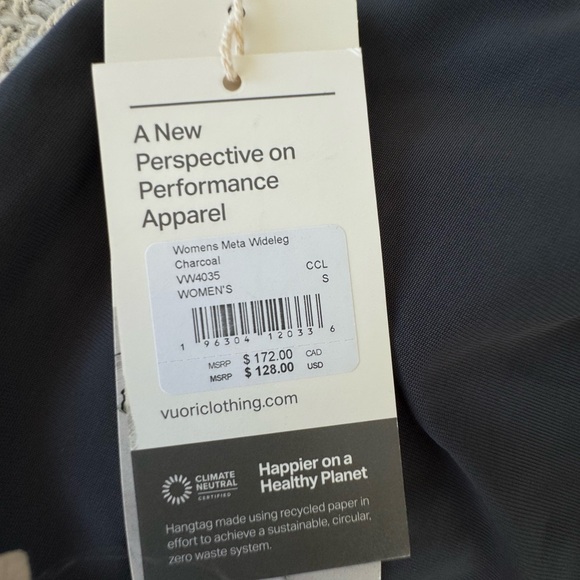 A New
Perspective on
Performance
Apparel
Womens Meta Wideleg
Charcoal CCL
VW4035 S
WOMEN'S
1 96304 12033 6
MSRP $ 172.00 CAD
MSRP $ 128.00 USD
vuoriclothing.com
CLIMATE
NEUTRAL
CERTIFIED
Happier on a
Healthy Planet
Hangtag made using recycled paper in
effort to achieve a sustainable, circular,
zero waste system.